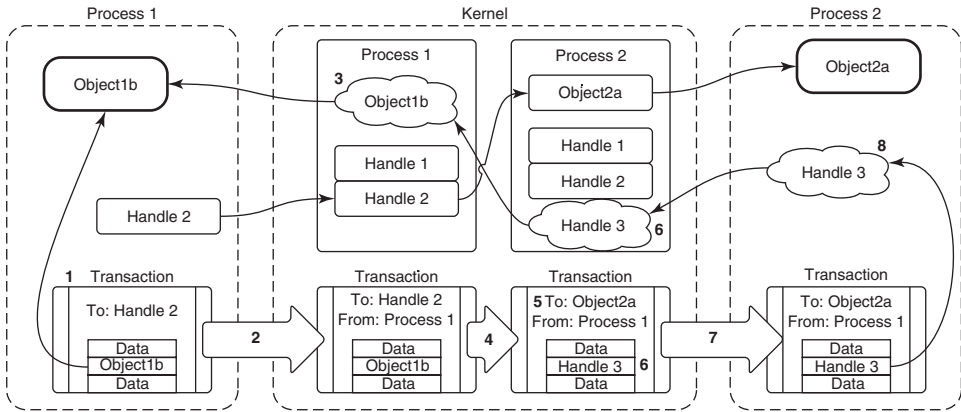 Process 1
Kernel
Process 2
Object1b
Process 1
3
Object1b
Handle 1
Handle 2
Process 2
Object2a
Handle 1
Handle 2
Handle 3
6
Object2a
8
Handle 3
Handle 2
1
Transaction
To: Handle 2
Data
Object1b
Data
2
Transaction
To: Handle 2
From: Process 1
Data
Object1b
Data
4
Transaction
5 To: Object2a
From: Process 1
Data
Handle 3
6
Data
7
Transaction
To: Object2a
From: Process 1
Data
Handle 3
Data